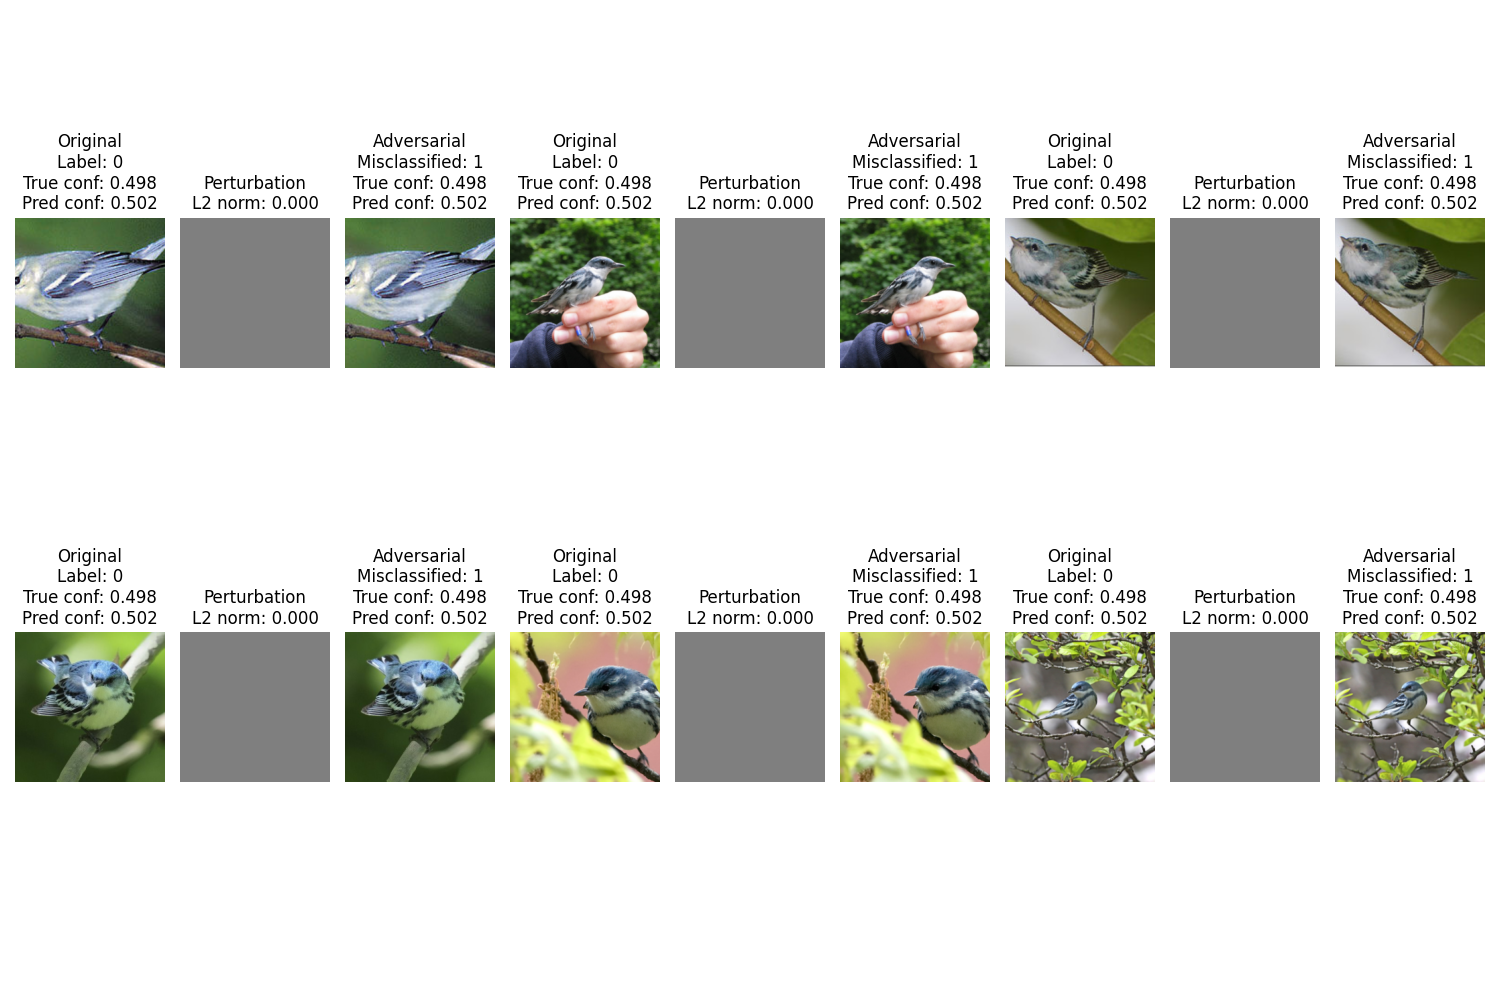 Original
Label: 0
True conf: 0.498
Pred conf: 0.502
Perturbation
L2 norm: 0.000
Adversarial
Misclassified: 1
True conf: 0.498
Pred conf: 0.502
Original
Label: 0
True conf: 0.498
Pred conf: 0.502
Perturbation
L2 norm: 0.000
Adversarial
Misclassified: 1
True conf: 0.498
Pred conf: 0.502
Original
Label: 0
True conf: 0.498
Pred conf: 0.502
Perturbation
L2 norm: 0.000
Adversarial
Misclassified: 1
True conf: 0.498
Pred conf: 0.502
Original
Label: 0
True conf: 0.498
Pred conf: 0.502
Perturbation
L2 norm: 0.000
Adversarial
Misclassified: 1
True conf: 0.498
Pred conf: 0.502
Original
Label: 0
True conf: 0.498
Pred conf: 0.502
Perturbation
L2 norm: 0.000
Adversarial
Misclassified: 1
True conf: 0.498
Pred conf: 0.502
Original
Label: 0
True conf: 0.498
Pred conf: 0.502
Perturbation
L2 norm: 0.000
Adversarial
Misclassified: 1
True conf: 0.498
Pred conf: 0.502